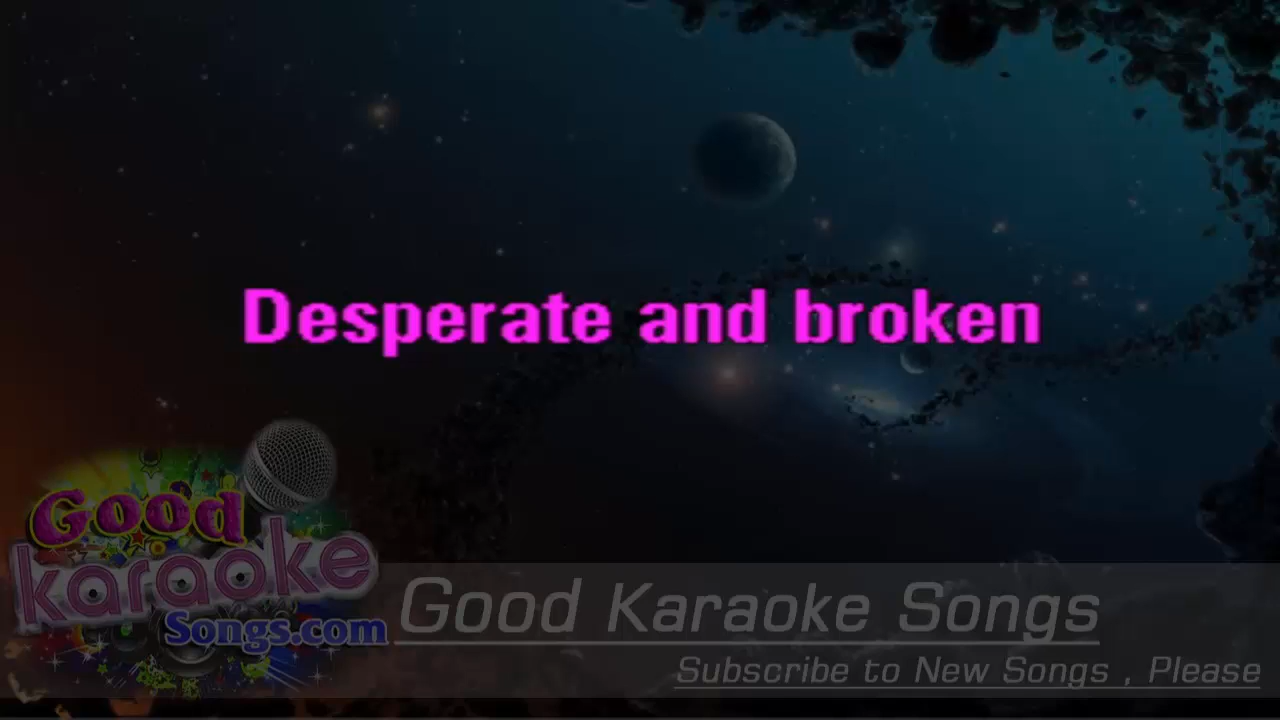 Desperate and broken
Good
karaoke
Songs.com
Good Karaoke Songs
Subscribe to New Songs , Please